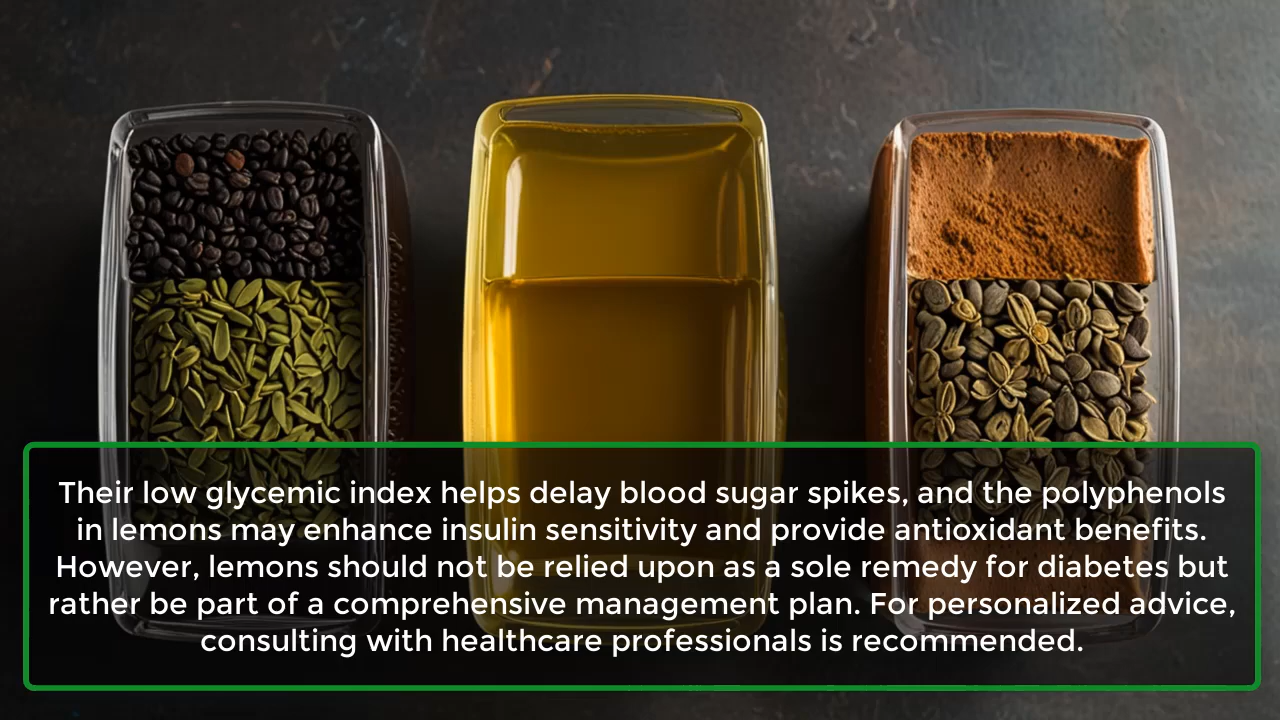 Their low glycemic index helps delay blood sugar spikes, and the polyphenols
in lemons may enhance insulin sensitivity and provide antioxidant benefits.
However, lemons should not be relied upon as a sole remedy for diabetes but
rather be part of a comprehensive management plan. For personalized advice,
consulting with healthcare professionals is recommended.